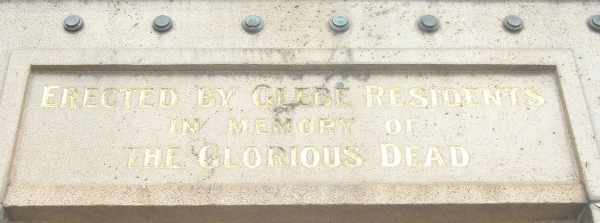 ERECTED BY GLEBE RESIDENTS
IN MEMORY OF
THE GLORIOUS DEAD